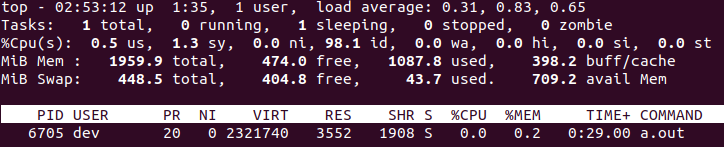 top - 02:53:12 up  1:35,  1 user,  load average: 0.31, 0.83, 0.65
Tasks:   1 total,   0 running,   1 sleeping,   0 stopped,   0 zombie
%Cpu(s):  0.5 us,  1.3 sy,  0.0 ni, 98.1 id,  0.0 wa,  0.0 hi,  0.0 si,  0.0 st
MiB Mem :   1959.9 total,    474.0 free,   1087.8 used,    398.2 buff/cache
MiB Swap:    448.5 total,    404.8 free,     43.7 used.    709.2 avail Mem
PID USER      PR  NI    VIRT    RES    SHR S  %CPU  %MEM     TIME+ COMMAND
6705 dev       20   0 2321740   3552   1908 S   0.0   0.2   0:29.00 a.out